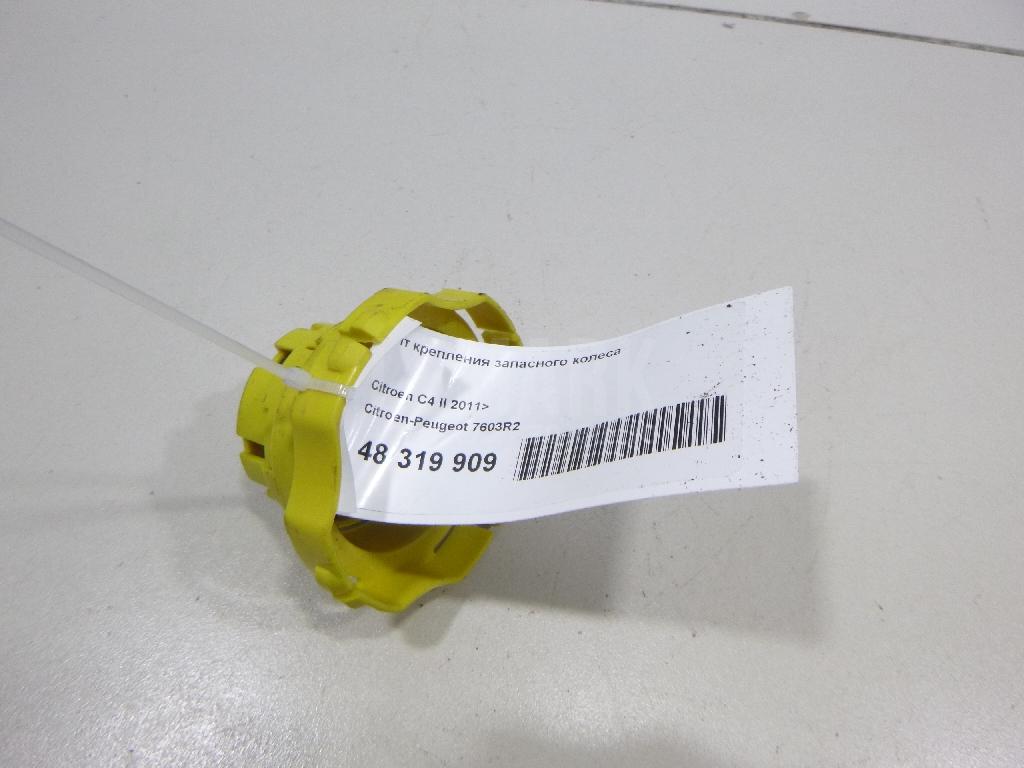 крепления запасного колеса
Citroen C4 II 2011>
Citroen-Peugeot 7603R2
48 319 909